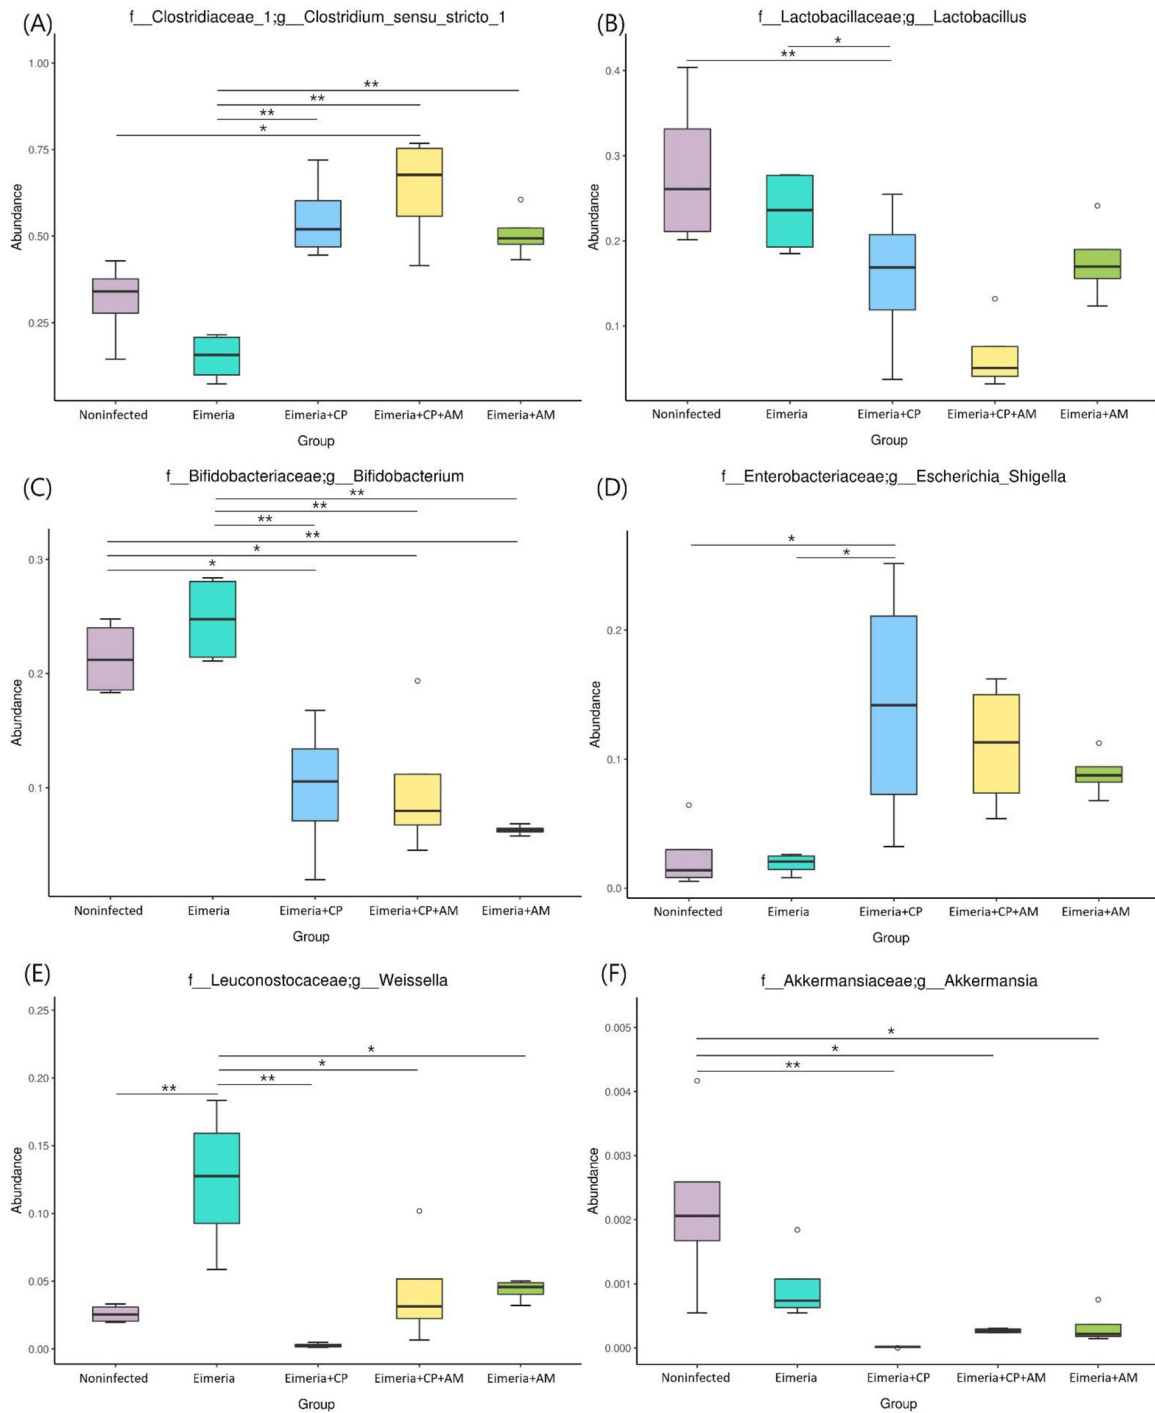 (A)
f__Clostridiaceae_1;g__Clostridium_sensu_stricto_1
1.00
0.75
0.50
0.25
Abundance
**
**
**
*
Noninfected Eimeria Eimeria+CP Eimeria+CP+AM Eimeria+AM
Group
(B)
f__Lactobacillaceae;g__Lactobacillus
0.4
0.3
0.2
0.1
Abundance
*
**
Noninfected Eimeria Eimeria+CP Eimeria+CP+AM Eimeria+AM
Group
(C)
f__Bifidobacteriaceae;g__Bifidobacterium
0.3
0.2
0.1
Abundance
**
**
**
**
*
*
Noninfected Eimeria Eimeria+CP Eimeria+CP+AM Eimeria+AM
Group
(D)
f__Enterobacteriaceae;g__Escherichia_Shigella
0.2
0.1
0.0
Abundance
*
*
Noninfected Eimeria Eimeria+CP Eimeria+CP+AM Eimeria+AM
Group
(E)
f__Leuconostocaceae;g__Weissella
0.25
0.20
0.15
0.10
0.05
0.00
Abundance
*
*
**
**
Noninfected Eimeria Eimeria+CP Eimeria+CP+AM Eimeria+AM
Group
(F)
f__Akkermansiaceae;g__Akkermansia
0.005
0.004
0.003
0.002
0.001
0.000
Abundance
*
*
**
Noninfected Eimeria Eimeria+CP Eimeria+CP+AM Eimeria+AM
Group